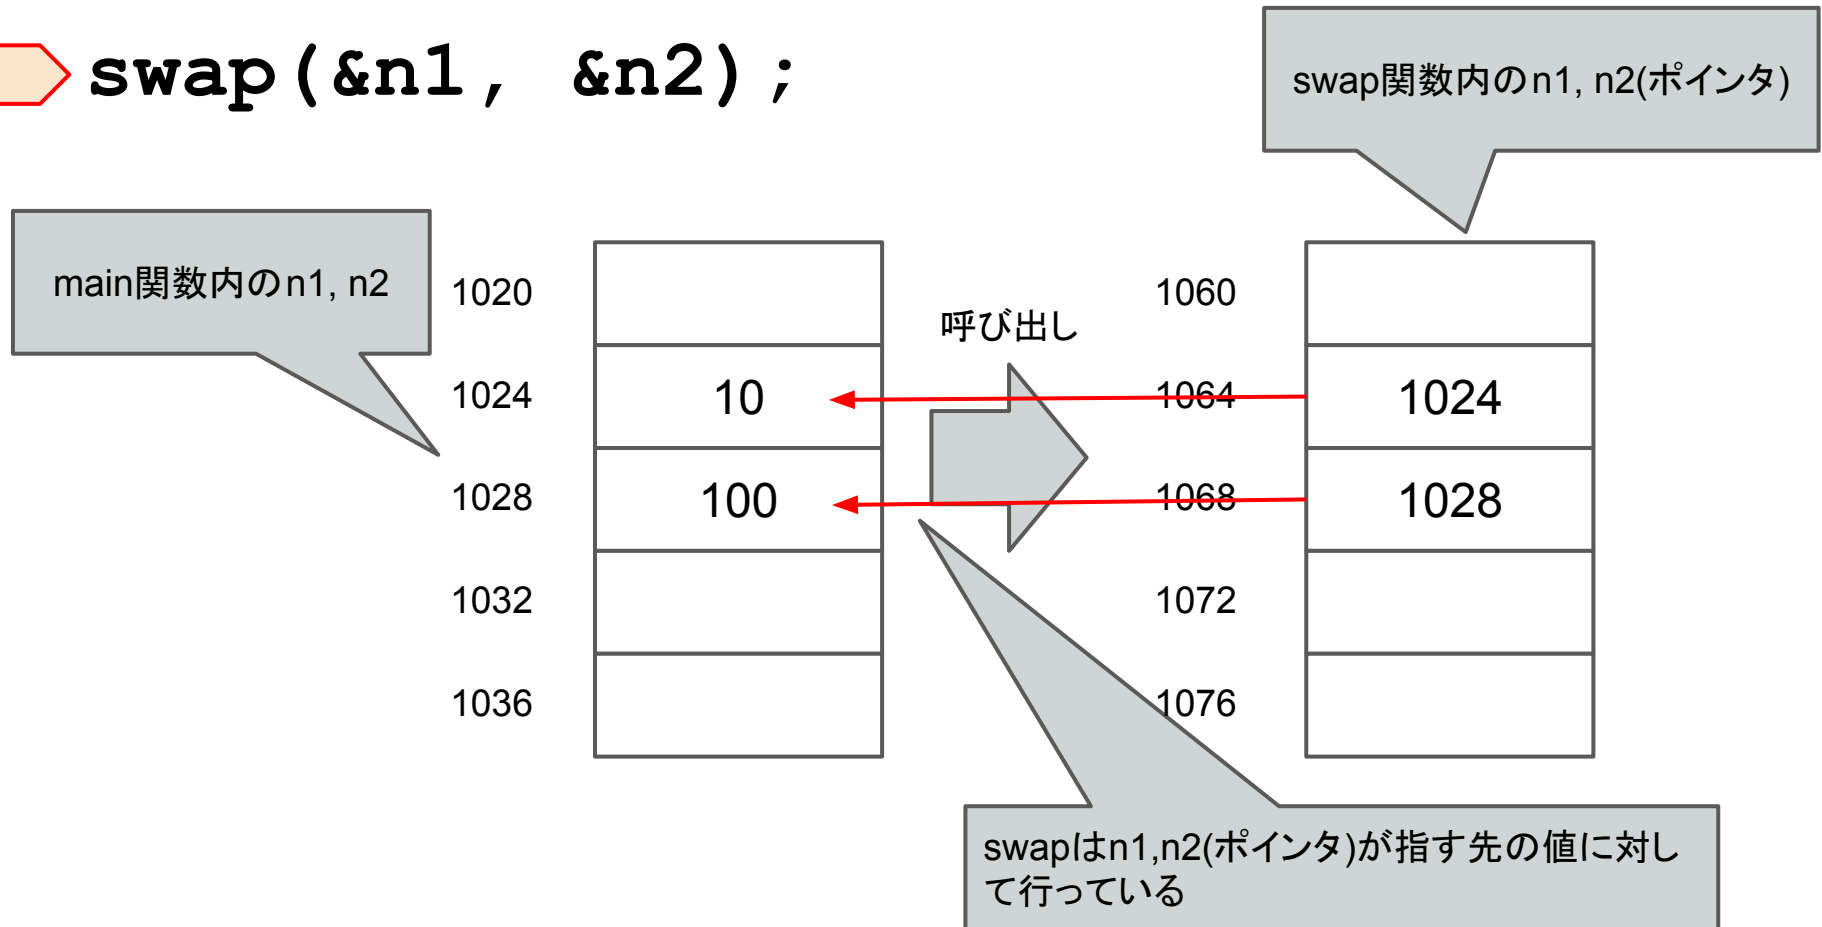 swap(&n1, &n2);
swap関数内のn1, n2(ポインタ)
main関数内のn1, n2
1020
1024
1028
1032
1036
10
100
呼び出し
1060
1064
1068
1072
1076
1024
1028
swapはn1,n2(ポインタ)が指す先の値に対し
て行っている